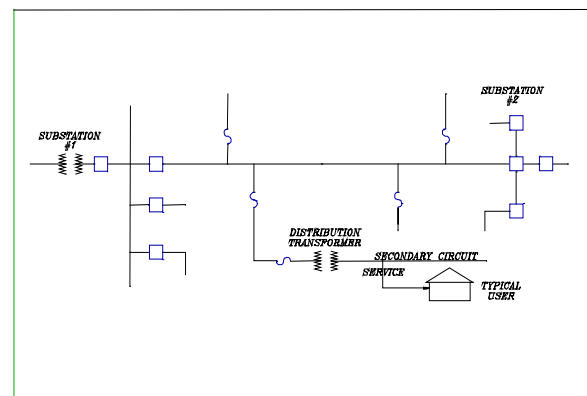 SUBSTATION
#1
SUBSTATION
#2
DISTRIBUTION
TRANSFORMER
SECONDARY CIRCUIT
SERVICE
TYPICAL
USER